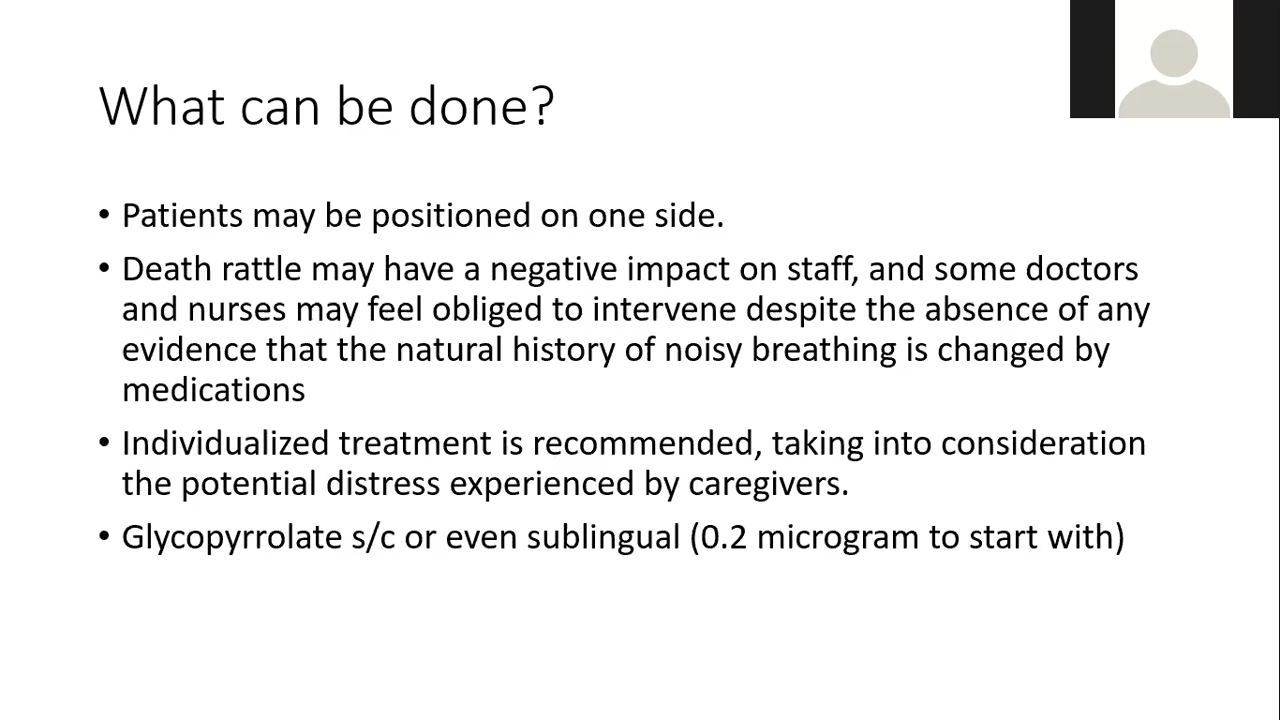 What can be done?
• Patients may be positioned on one side.
• Death rattle may have a negative impact on staff, and some doctors
and nurses may feel obliged to intervene despite the absence of any
evidence that the natural history of noisy breathing is changed by
medications
• Individualized treatment is recommended, taking into consideration
the potential distress experienced by caregivers.
• Glycopyrrolate s/c or even sublingual (0.2 microgram to start with)